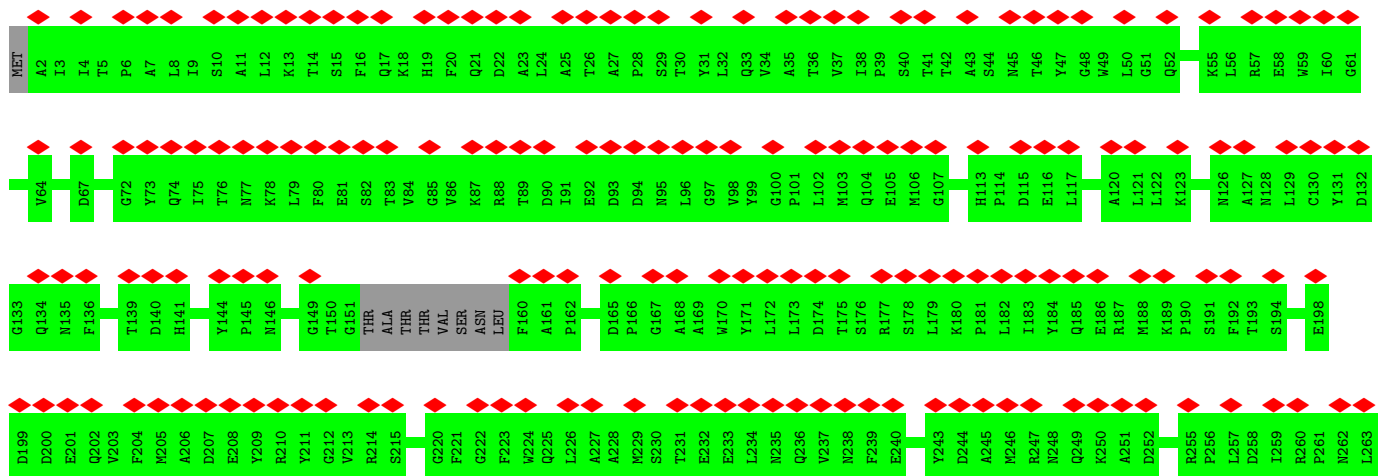 MET A2 I3 I4 T5 P6 A7 L8 I9 S10 A11 L12 K13 T14 S15 F16 Q17 K18 H19 F20 Q21 D22 A23 L24 A25 T26 A27 P28 S29 T30 Y31 L32 Q33 V34 A35 T36 V37 I38 P39 S40 T41 T42 A43 S44 N45 T46 Y47 G48 W49 L50 G51 Q52 K55 L56 R57 E58 W59 I60 G61
V64 D67 G72 Y73 Q74 I75 T76 N77 K78 L79 F80 E81 S82 T83 V84 G85 V86 K87 R88 T89 D90 I91 E92 D93 D94 N95 L96 G97 V98 Y99 G100 P101 L102 M103 Q104 E105 M106 G107 H113 P114 D115 E116 L117 A120 L121 L122 K123 N126 A127 N128 L129 C130 Y131 D132
G133 Q134 N135 F136 T139 D140 H141 Y144 P145 N146 G149 T150 G151 THR ALA THR THR VAL SER ASN LEU F160 A161 P162 D165 P166 G167 A168 A169 W170 Y171 L172 L173 D174 T175 S176 R177 S178 L179 K180 P181 L182 I183 Y184 Q185 E186 R187 M188 K189 P190 S191 F192 T193 S194 E198
D199 D200 E201 Q202 V203 F204 M205 A206 D207 E208 Y209 R210 Y211 G212 V213 R214 S215 G220 F221 G222 F223 W224 Q225 L226 A227 A228 M229 S230 T231 E232 E233 L234 N235 Q236 V237 N238 F239 E240 Y243 D244 A245 M246 R247 N248 Q249 K250 A251 D252 R255 P256 L257 D258 I259 R260 P261 N262 L263